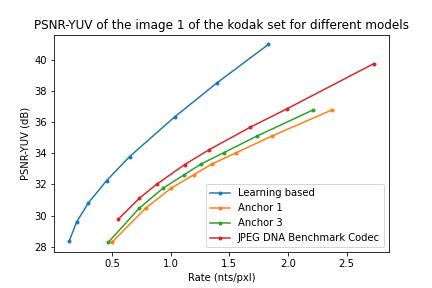 PSNR-YUV of the image 1 of the kodak set for different models
PSNR-YUV (dB)
40
38
36
34
32
30
28
0.5 1.0 1.5 2.0 2.5
Rate (nts/pxl)
Learning based
Anchor 1
Anchor 3
JPEG DNA Benchmark Codec